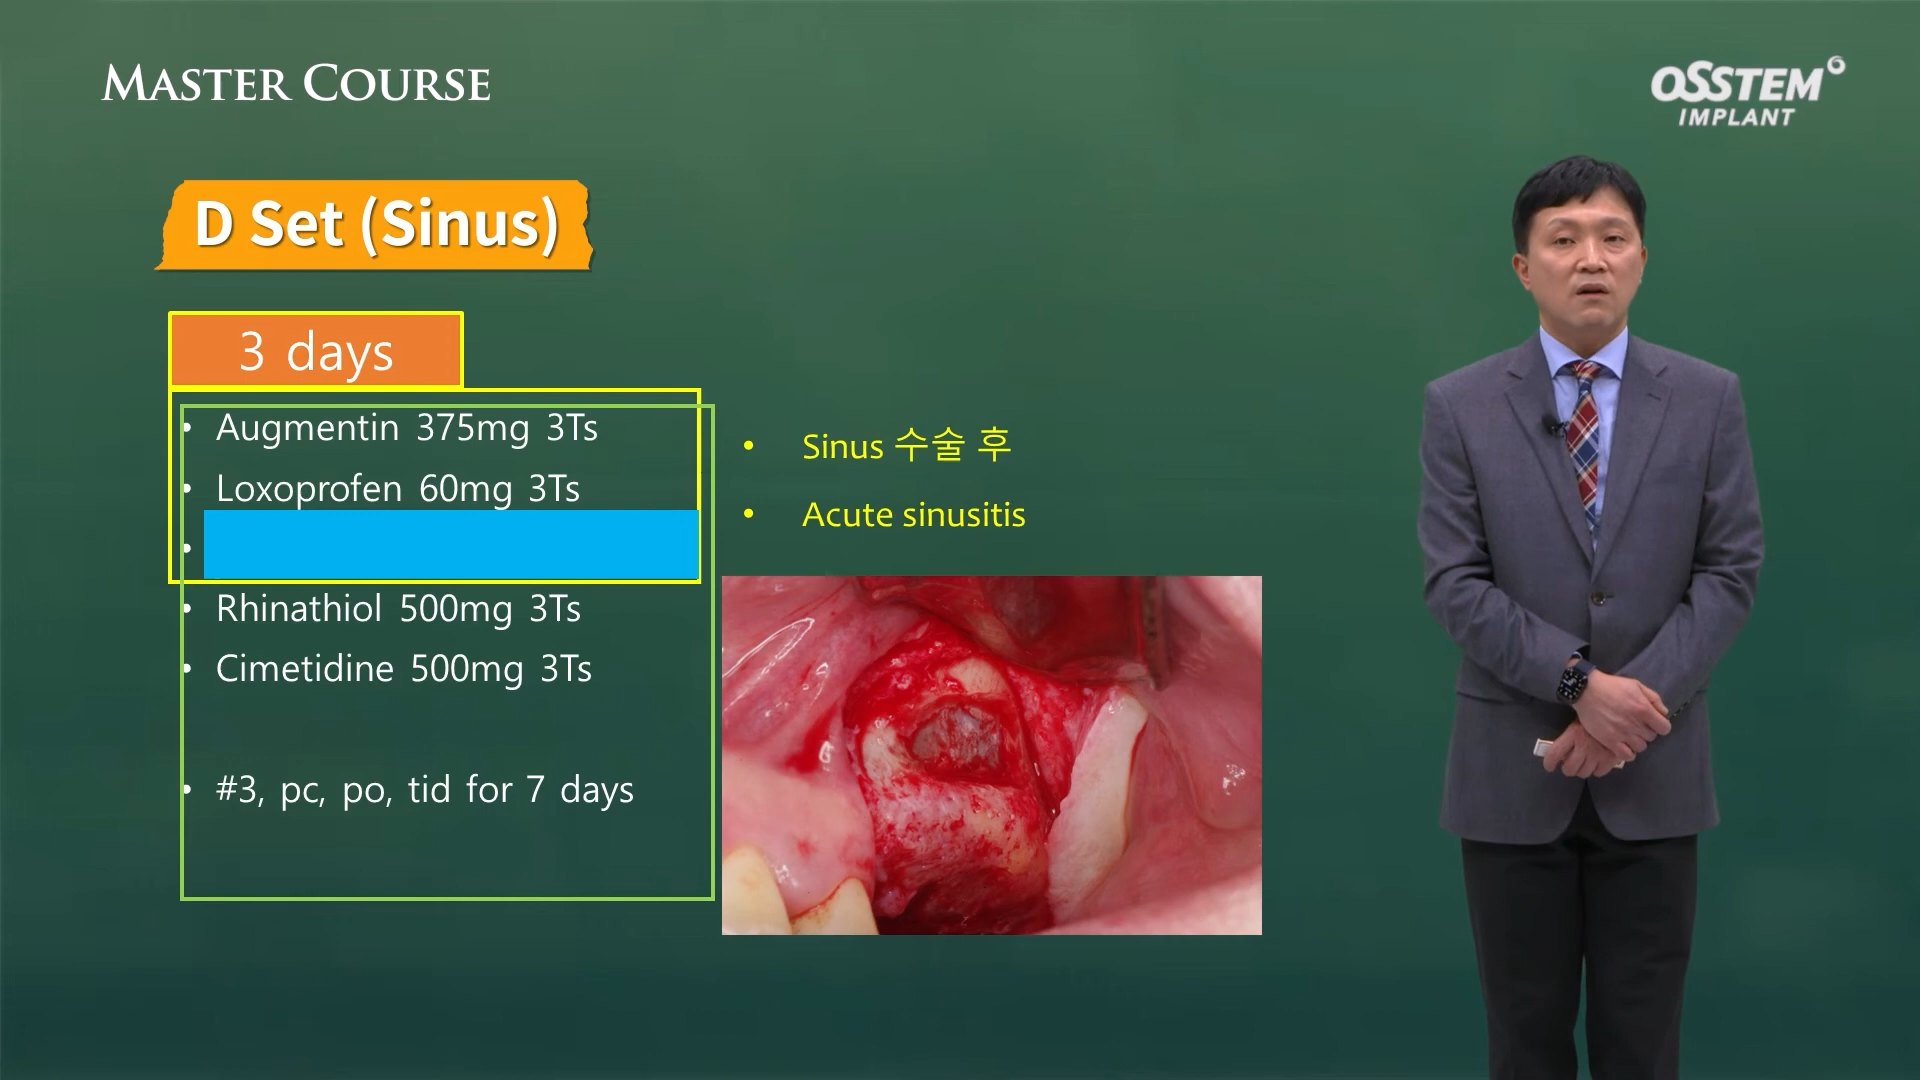 MASTER COURSE
OSSTEM
IMPLANT
D Set (Sinus)
3 days
• Augmentin 375mg 3Ts
• Loxoprofen 60mg 3Ts
•
• Rhinathiol 500mg 3Ts
• Cimetidine 500mg 3Ts
• #3, pc, po, tid for 7 days
• Sinus 수술 후
• Acute sinusitis